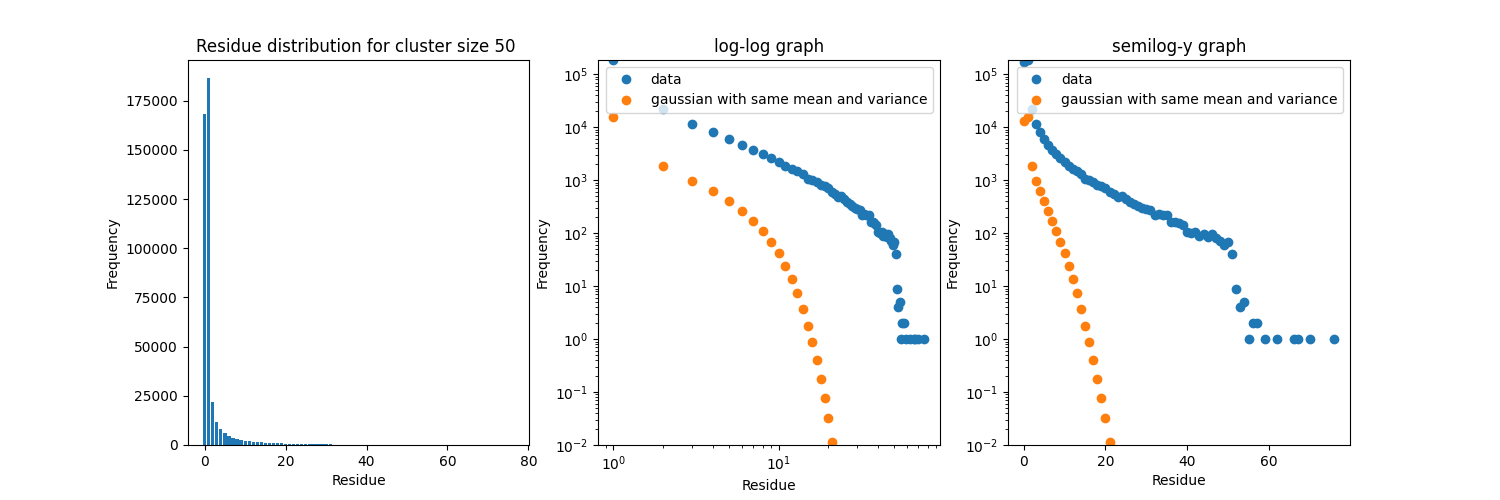 Residue distribution for cluster size 50
175000
150000
125000
100000
75000
50000
25000
0
0 20 40 60 80
Frequency
Residue
log-log graph
data
gaussian with same mean and variance
10^5
10^4
10^3
10^2
10^1
10^0
10^-1
10^-2
10^0 10^1
Frequency
Residue
semilog-y graph
data
gaussian with same mean and variance
10^5
10^4
10^3
10^2
10^1
10^0
10^-1
10^-2
0 20 40 60
Frequency
Residue